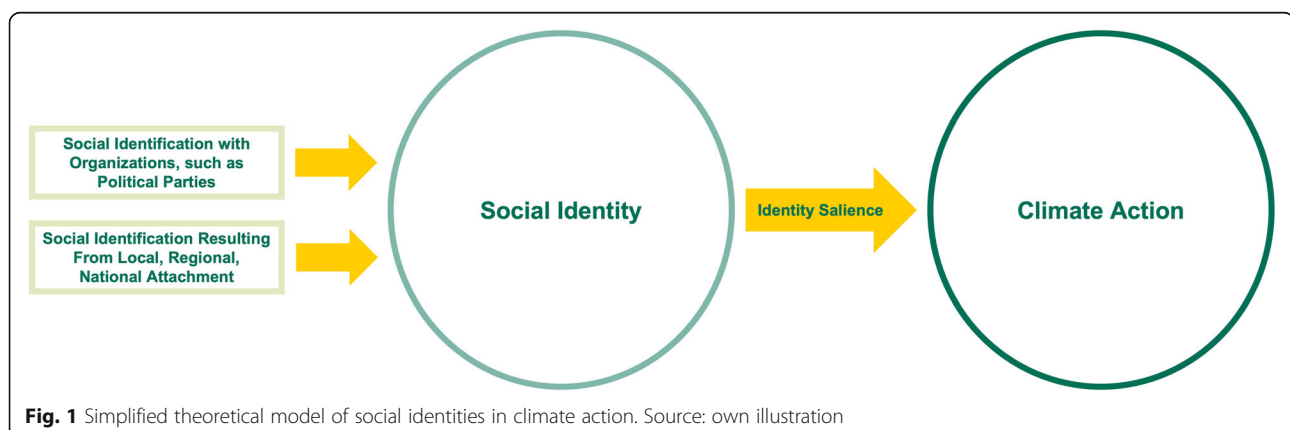 Social Identification with
Organizations, such as
Political Parties
Social Identification Resulting
From Local, Regional,
National Attachment
Social Identity
Identity Salience
Climate Action
Fig. 1 Simplified theoretical model of social identities in climate action. Source: own illustration